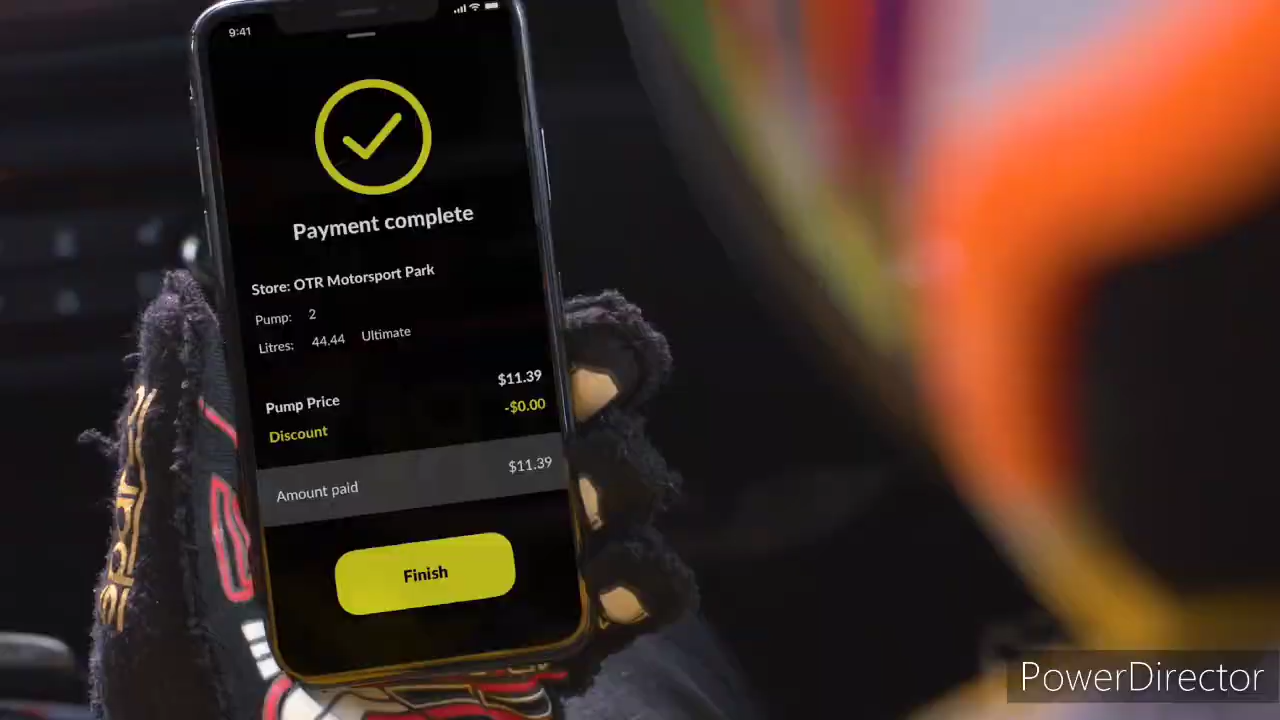 9:41
Payment complete
Store: OTR Motorsport Park
Pump: 2
Litres: 44.44 Ultimate
Pump Price $11.39
Discount -$0.00
Amount paid $11.39
Finish
PowerDirector